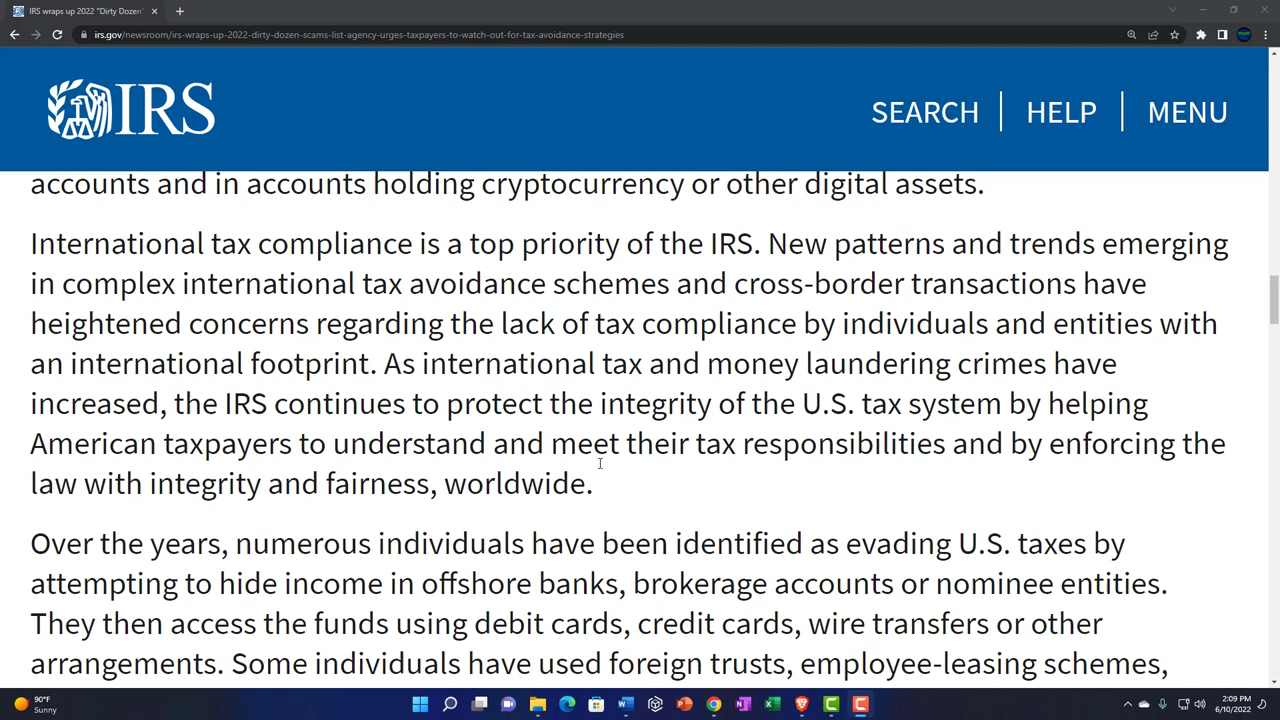 IRS wraps up 2022 "Dirty Dozen"
irs.gov/newsroom/irs-wraps-up-2022-dirty-dozen-scams-list-agency-urges-taxpayers-to-watch-out-for-tax-avoidance-strategies
IRS
SEARCH HELP MENU
accounts and in accounts holding cryptocurrency or other digital assets.
International tax compliance is a top priority of the IRS. New patterns and trends emerging
in complex international tax avoidance schemes and cross-border transactions have
heightened concerns regarding the lack of tax compliance by individuals and entities with
an international footprint. As international tax and money laundering crimes have
increased, the IRS continues to protect the integrity of the U.S. tax system by helping
American taxpayers to understand and meet their tax responsibilities and by enforcing the
law with integrity and fairness, worldwide.
Over the years, numerous individuals have been identified as evading U.S. taxes by
attempting to hide income in offshore banks, brokerage accounts or nominee entities.
They then access the funds using debit cards, credit cards, wire transfers or other
arrangements. Some individuals have used foreign trusts, employee-leasing schemes,
90°F
Sunny
2:09 PM
6/10/2022